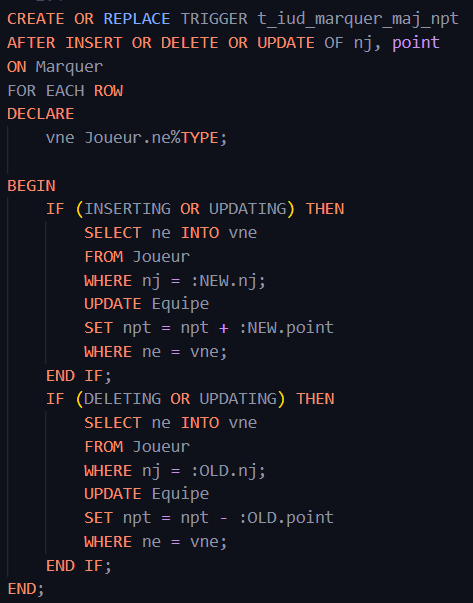 CREATE OR REPLACE TRIGGER t_iud_marquer_maj_npt
AFTER INSERT OR DELETE OR UPDATE OF nj, point
ON Marquer
FOR EACH ROW
DECLARE
    vne Joueur.ne%TYPE;

BEGIN
    IF (INSERTING OR UPDATING) THEN
        SELECT ne INTO vne
        FROM Joueur
        WHERE nj = :NEW.nj;
        UPDATE Equipe
        SET npt = npt + :NEW.point
        WHERE ne = vne;
    END IF;
    IF (DELETING OR UPDATING) THEN
        SELECT ne INTO vne
        FROM Joueur
        WHERE nj = :OLD.nj;
        UPDATE Equipe
        SET npt = npt - :OLD.point
        WHERE ne = vne;
    END IF;
END;